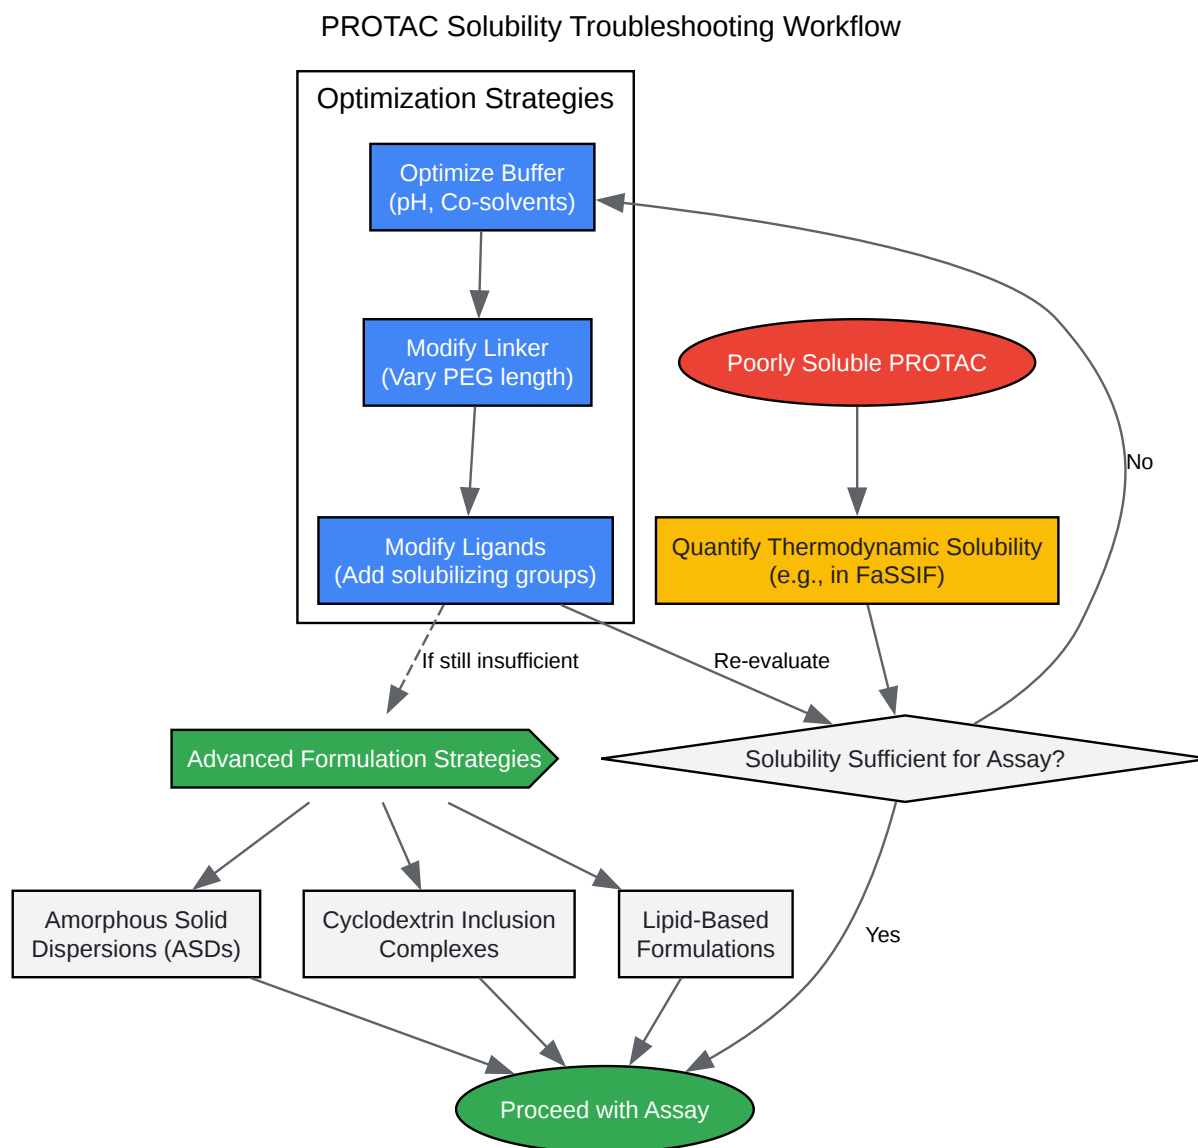 PROTAC Solubility Troubleshooting Workflow
Optimization Strategies
Optimize Buffer
(pH, Co-solvents)
Modify Linker
(Vary PEG length)
Poorly Soluble PROTAC
No
Modify Ligands
(Add solubilizing groups)
Quantify Thermodynamic Solubility
(e.g., in FaSSIF)
If still insufficient
Re-evaluate
Advanced Formulation Strategies
Solubility Sufficient for Assay?
Amorphous Solid
Dispersions (ASDs)
Cyclodextrin Inclusion
Complexes
Lipid-Based
Formulations
Yes
Proceed with Assay